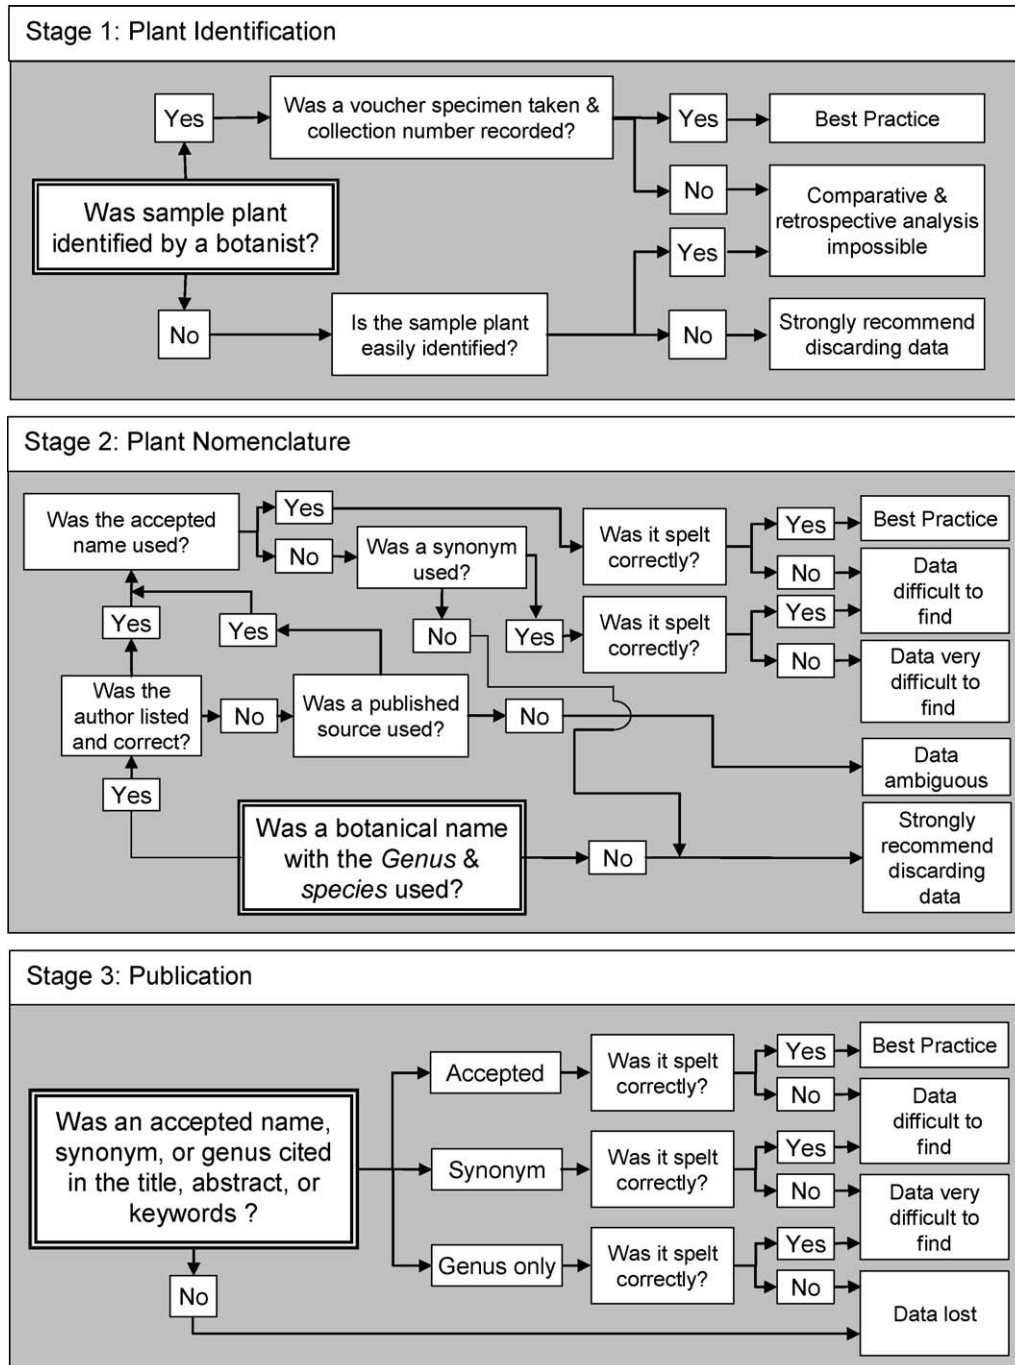 Stage 1: Plant Identification
Yes
Was a voucher specimen taken &
collection number recorded?
Yes
Best Practice
No
Comparative &
retrospective analysis
impossible
Was sample plant
identified by a botanist?
Yes
No
Is the sample plant
easily identified?
No
Strongly recommend
discarding data
Stage 2: Plant Nomenclature
Was the accepted
name used?
Yes
No
Was a synonym
used?
Was it spelt
correctly?
Yes
Best Practice
No
Data
difficult to
find
Yes
Yes
No
Yes
Was it spelt
correctly?
Yes
No
Data very
difficult to
find
Was the
author listed
and correct?
No
Was a published
source used?
No
Data
ambiguous
Yes
Was a botanical name
with the Genus &
species used?
No
Strongly
recommend
discarding
data
Stage 3: Publication
Was an accepted name,
synonym, or genus cited
in the title, abstract, or
keywords ?
Accepted
Was it spelt
correctly?
Yes
Best Practice
No
Data
difficult to
find
Synonym
Was it spelt
correctly?
Yes
No
Data very
difficult to
find
Genus only
Was it spelt
correctly?
Yes
No
Data lost
No